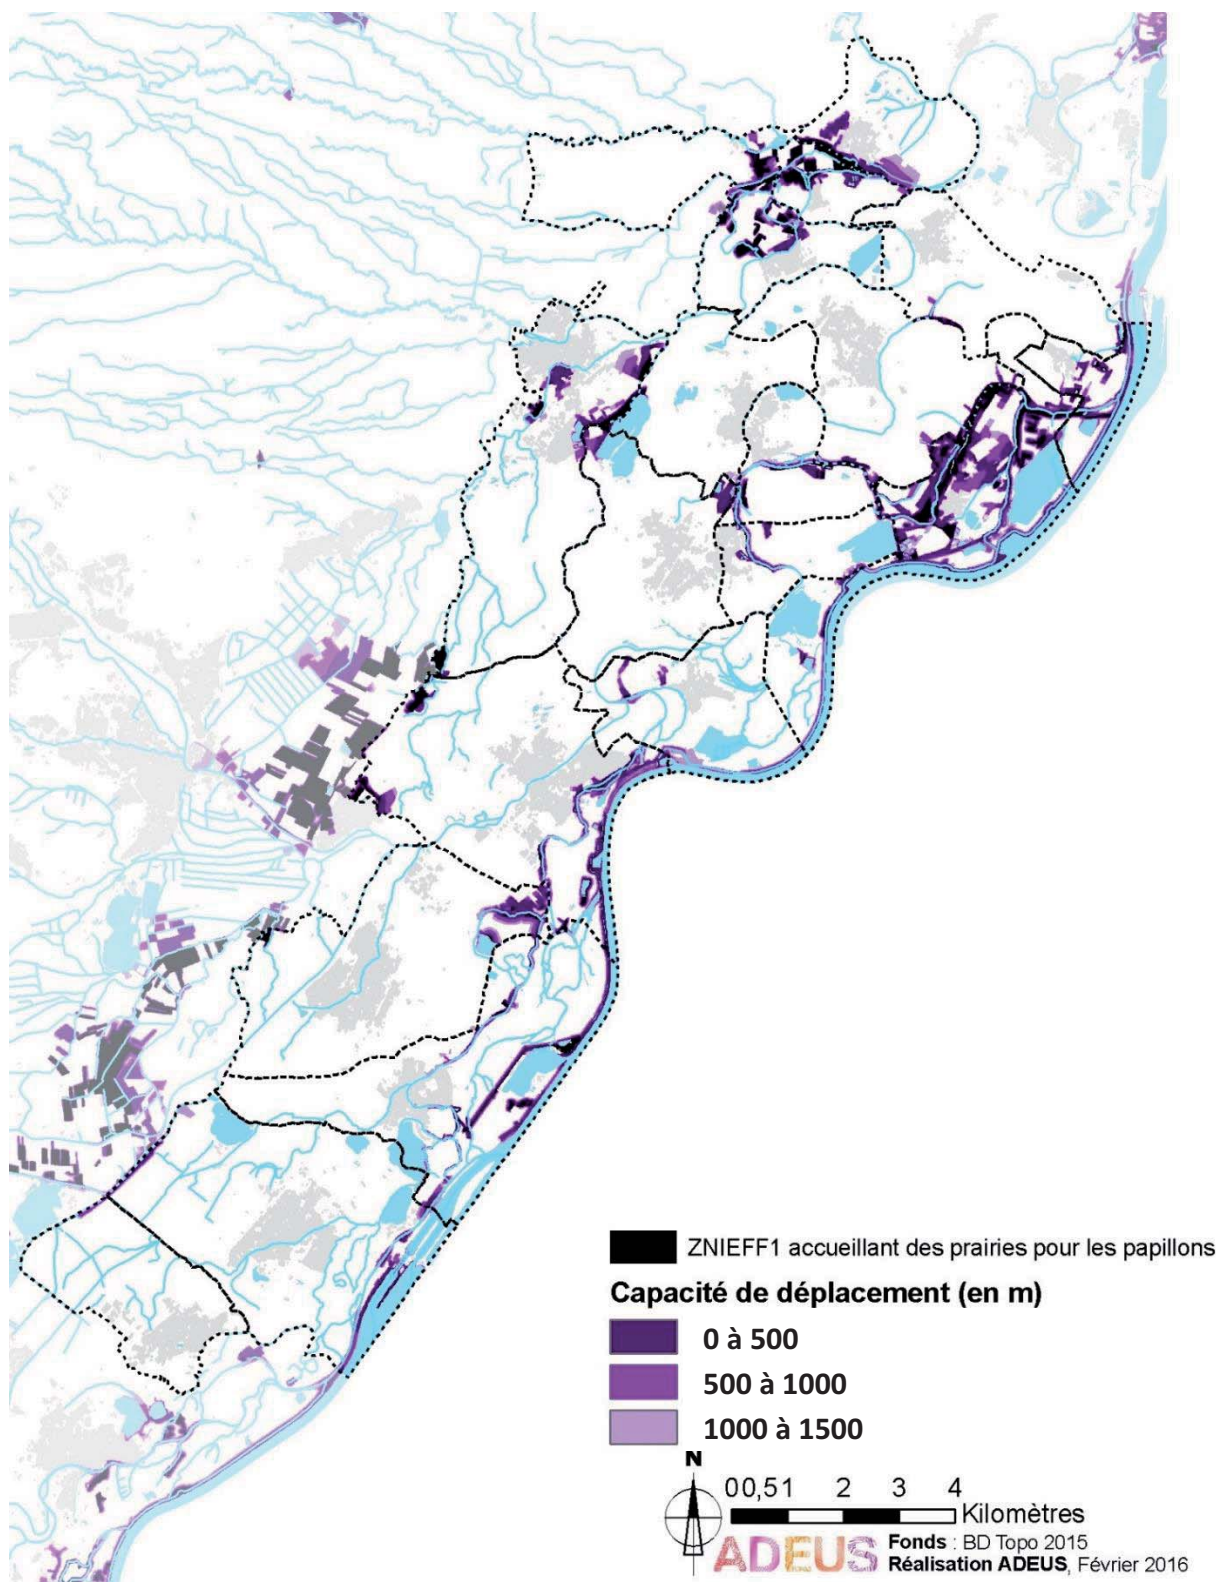 ZNIEFF1 accueillant des prairies pour les papillons
Capacité de déplacement (en m)
0 à 500
500 à 1000
1000 à 1500
N
0 0,5 1 2 3 4
Kilomètres
ADEUS
Fonds : BD Topo 2015
Réalisation ADEUS, Février 2016